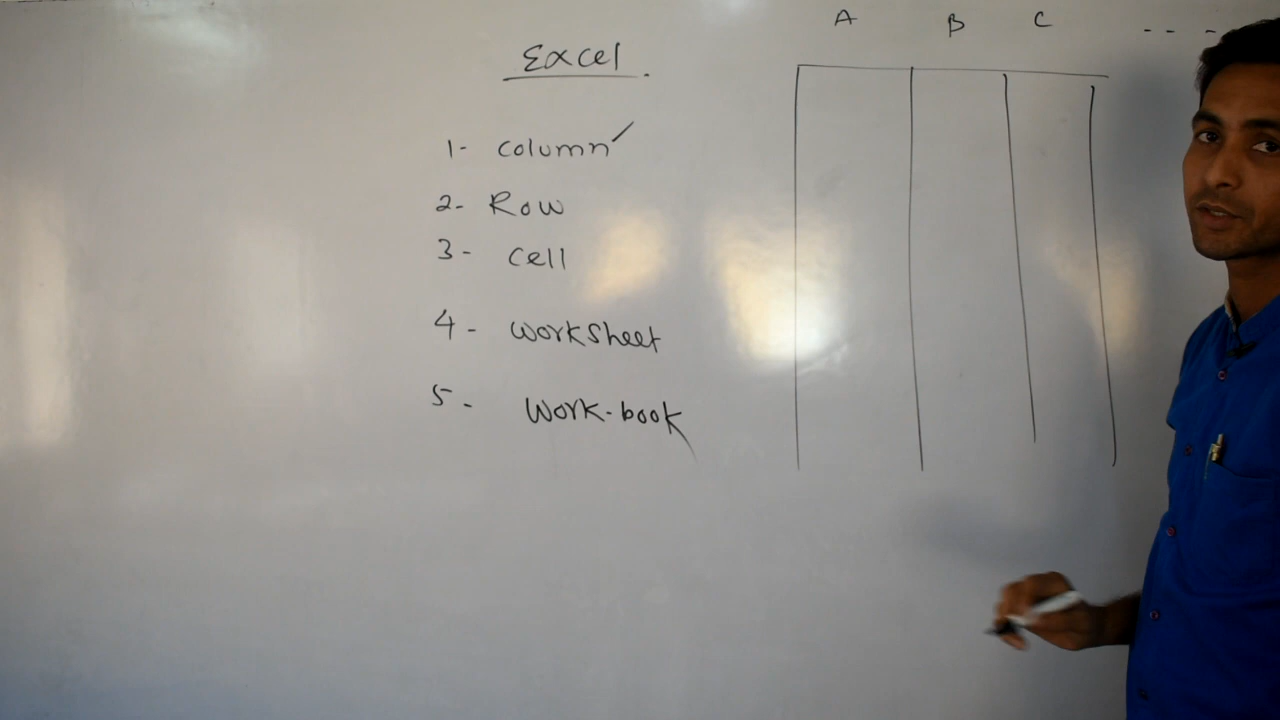 Excel.
1- column
2- Row
3- cell
4- worksheet
5- work-book
A B C - - -